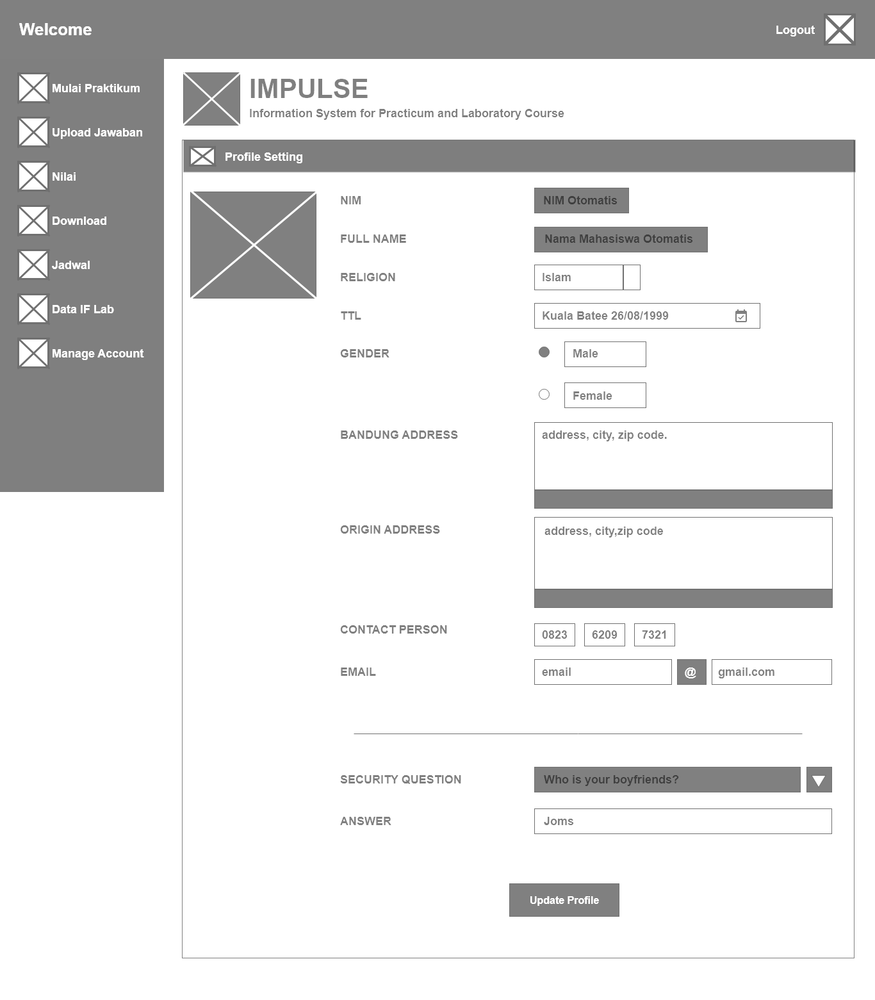 Welcome
Logout
Mulai Praktikum
Upload Jawaban
Nilai
Download
Jadwal
Data IF Lab
Manage Account
IMPULSE
Information System for Practicum and Laboratory Course
Profile Setting
NIM
NIM Otomatis
FULL NAME
Nama Mahasiswa Otomatis
RELIGION
Islam
TTL
Kuala Batee 26/08/1999
GENDER
Male
Female
BANDUNG ADDRESS
address, city, zip code.
ORIGIN ADDRESS
address, city,zip code
CONTACT PERSON
0823 6209 7321
EMAIL
email @ gmail.com
SECURITY QUESTION
Who is your boyfriends?
ANSWER
Joms
Update Profile